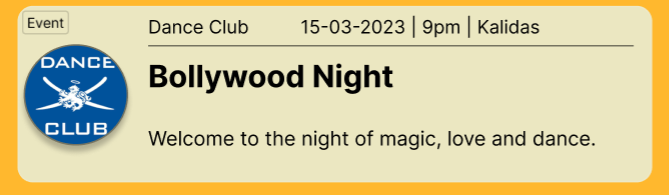 Event
Dance Club 15-03-2023 | 9pm | Kalidas
DANCE
CLUB
Bollywood Night
Welcome to the night of magic, love and dance.